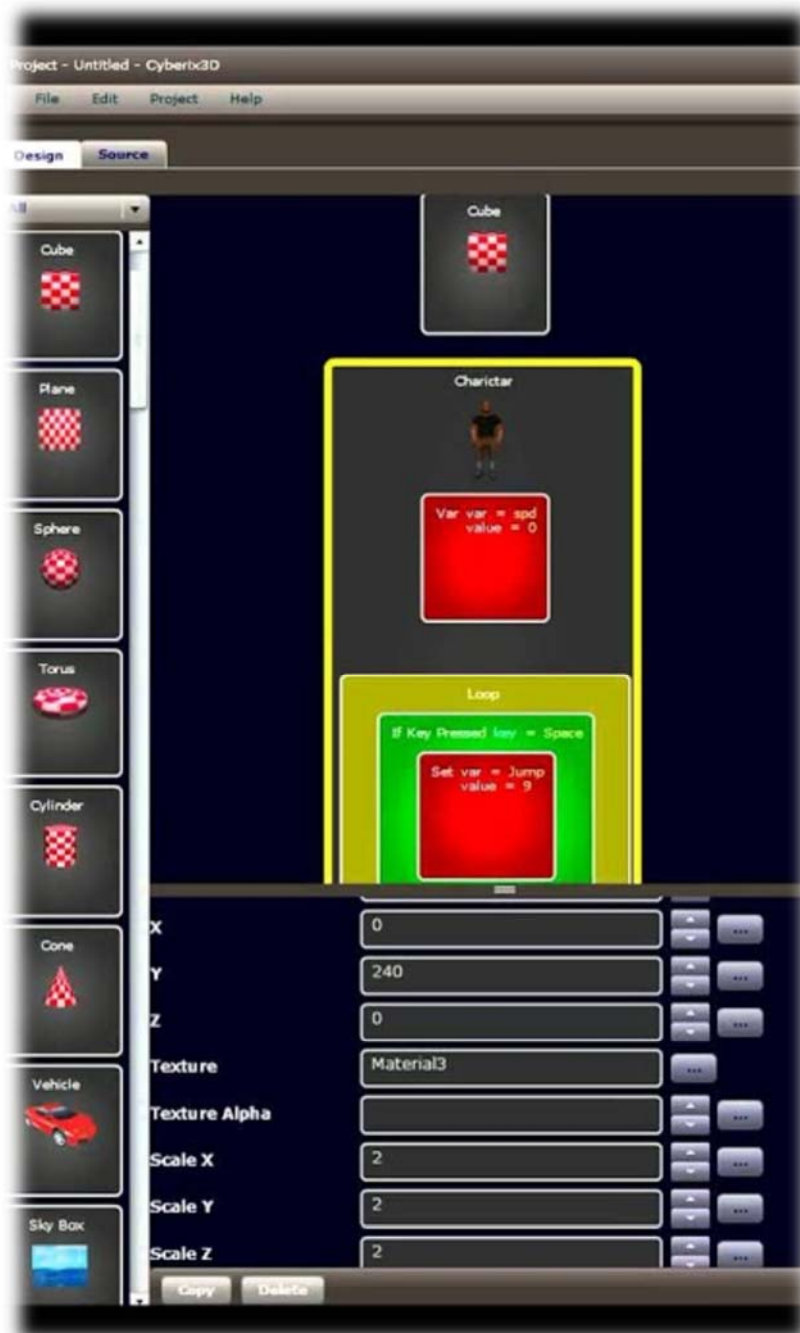 Project - Untitled - Cyberix3D
File Edit Project Help
Design Source
All
Cube
Plane
Sphere
Torus
Cylinder
Cone
Vehicle
Sky Box
Cube
Charictar
Var var = spd
value = 0
Loop
If Key Pressed key = Space
Set var = Jump
value = 9
X 0 ...
Y 240 ...
Z 0 ...
Texture Material3 ...
Texture Alpha ...
Scale X 2 ...
Scale Y 2 ...
Scale Z 2 ...
Copy Delete